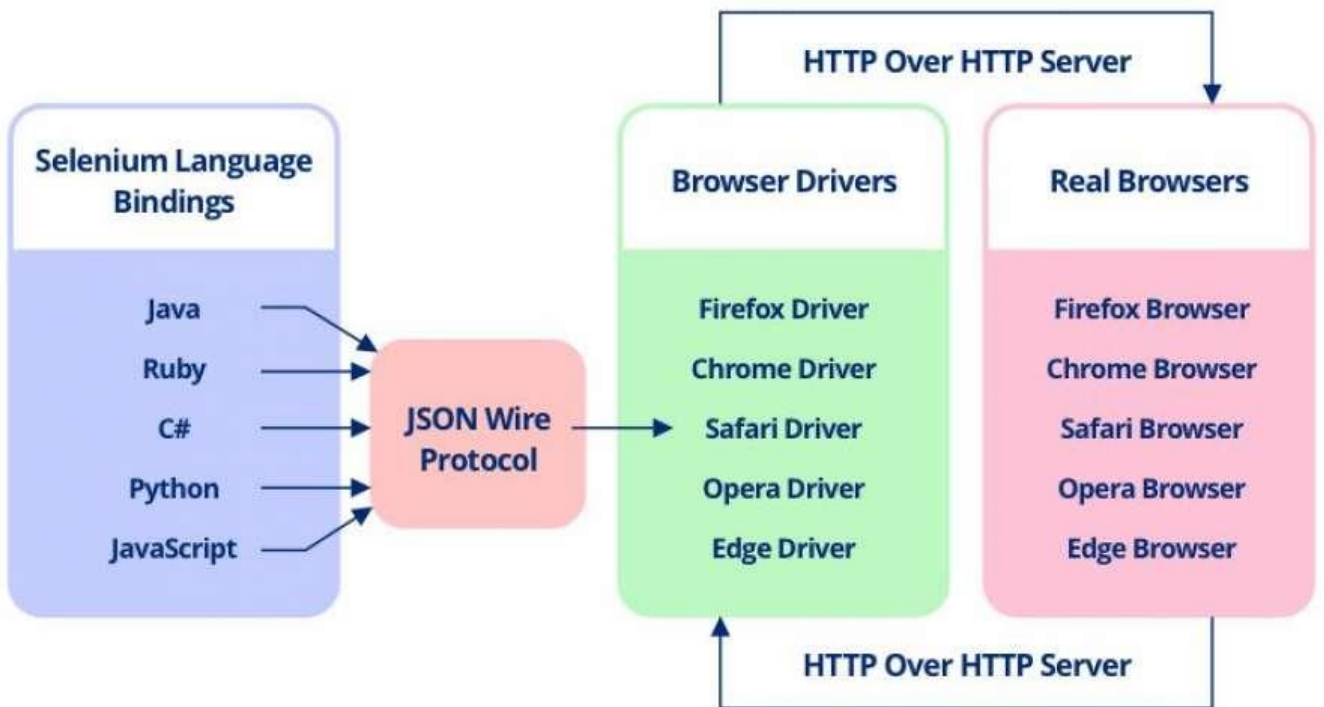 HTTP Over HTTP Server
Selenium Language
Bindings
Java
Ruby
C#
Python
JavaScript
JSON Wire
Protocol
Browser Drivers
Firefox Driver
Chrome Driver
Safari Driver
Opera Driver
Edge Driver
Real Browsers
Firefox Browser
Chrome Browser
Safari Browser
Opera Browser
Edge Browser
HTTP Over HTTP Server